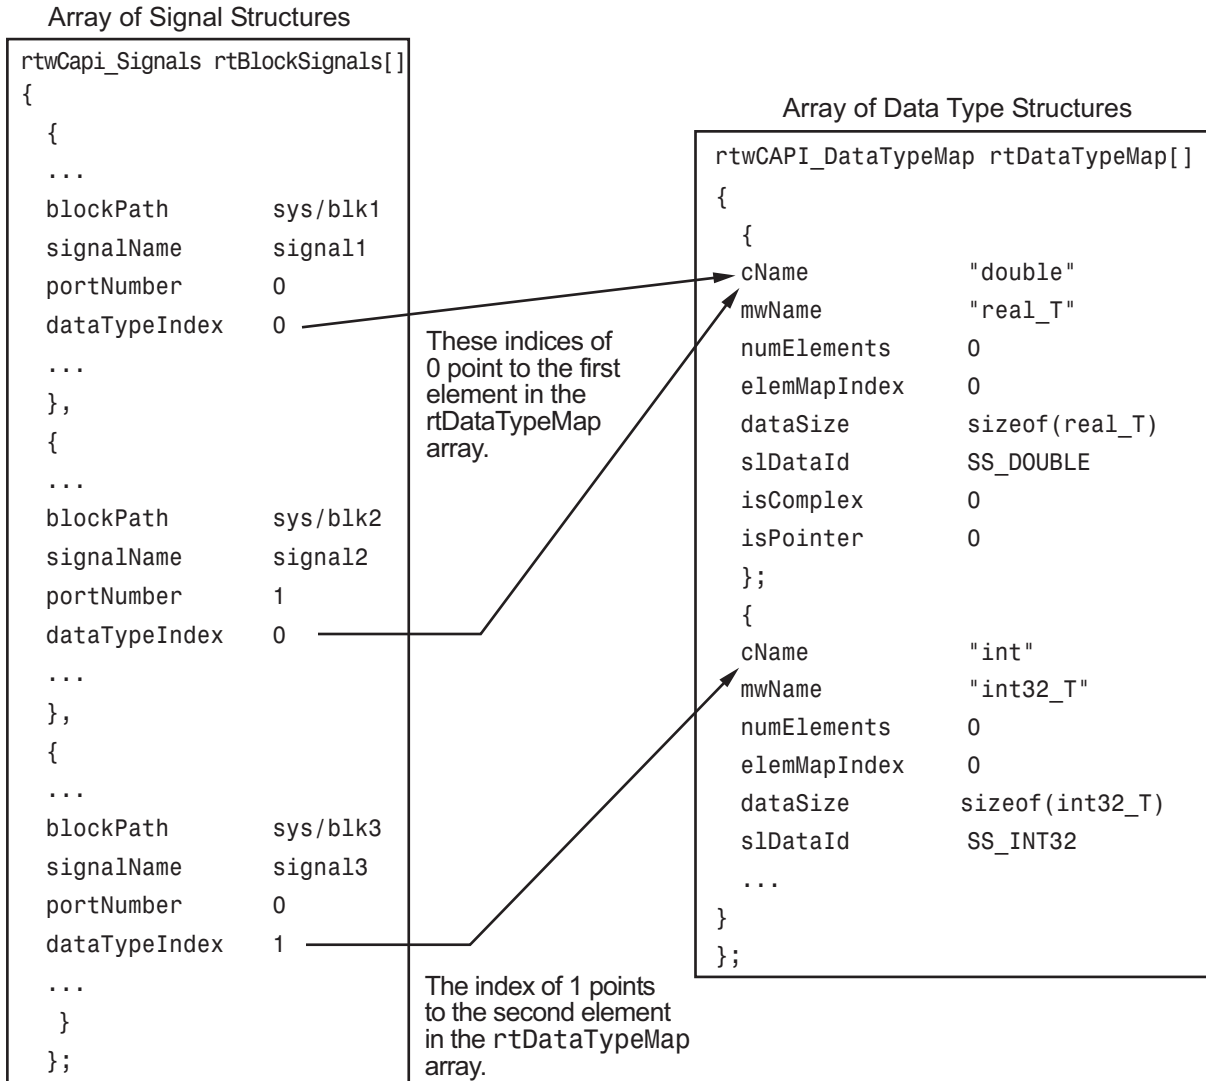 Array of Signal Structures
rtwCapi_Signals rtBlockSignals[]
{
{
...
blockPath sys/blk1
signalName signal1
portNumber 0
dataTypeIndex 0
...
},
{
...
blockPath sys/blk2
signalName signal2
portNumber 1
dataTypeIndex 0
...
},
{
...
blockPath sys/blk3
signalName signal3
portNumber 0
dataTypeIndex 1
...
}
};
These indices of
0 point to the first
element in the
rtDataTypeMap
array.
The index of 1 points
to the second element
in the rtDataTypeMap
array.
Array of Data Type Structures
rtwCAPI_DataTypeMap rtDataTypeMap[]
{
{
cName "double"
mwName "real_T"
numElements 0
elemMapIndex 0
dataSize sizeof(real_T)
slDataId SS_DOUBLE
isComplex 0
isPointer 0
};
{
cName "int"
mwName "int32_T"
numElements 0
elemMapIndex 0
dataSize sizeof(int32_T)
slDataId SS_INT32
...
}
};